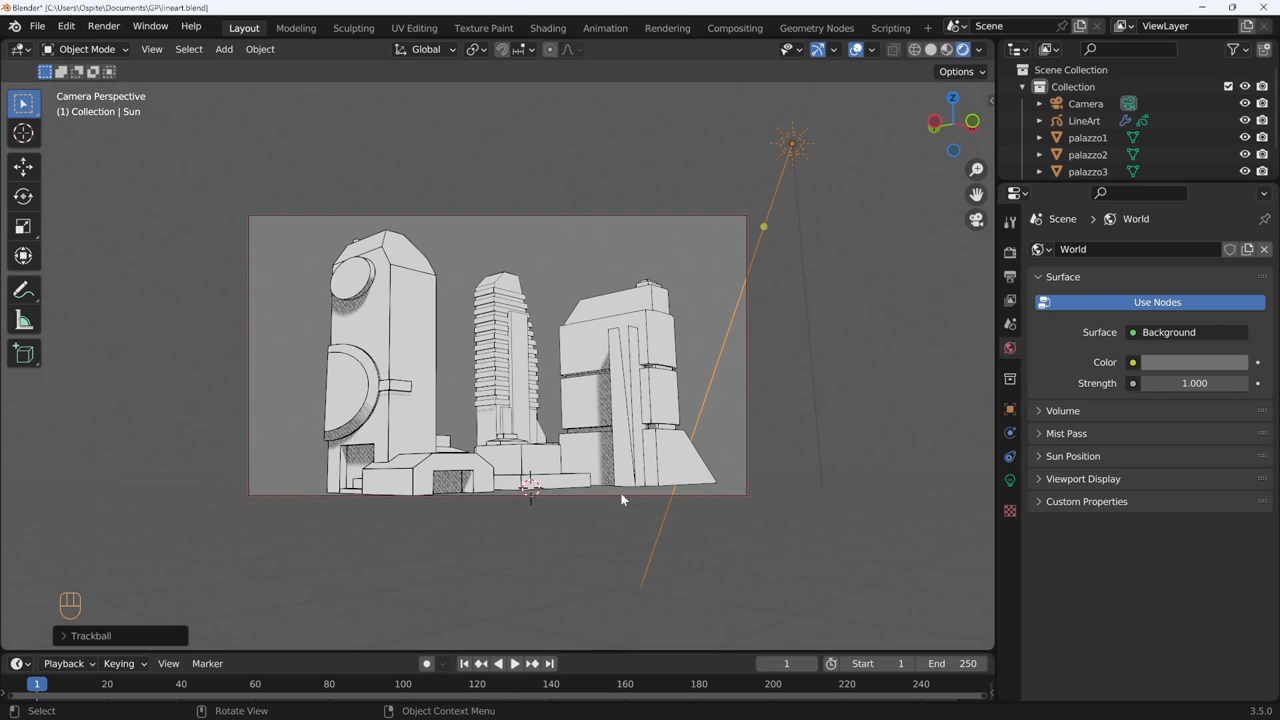 Blender* [C:\Users\Ospite\Documents\GP\lineart.blend]
File Edit Render Window Help Layout Modeling Sculpting UV Editing Texture Paint Shading Animation Rendering Compositing Geometry Nodes Scripting + Scene ViewLayer
Object Mode View Select Add Object Global
Options
Camera Perspective
(1) Collection | Sun
Z
Scene Collection
Collection
Camera
LineArt
palazzo1
palazzo2
palazzo3
Scene > World
World
Surface
Use Nodes
Surface Background
Color
Strength 1.000
Volume
Mist Pass
Sun Position
Viewport Display
Custom Properties
Trackball
Playback Keying View Marker 1 Start 1 End 250
1 20 40 60 80 100 120 140 160 180 200 220 240
Select Rotate View Object Context Menu 3.5.0